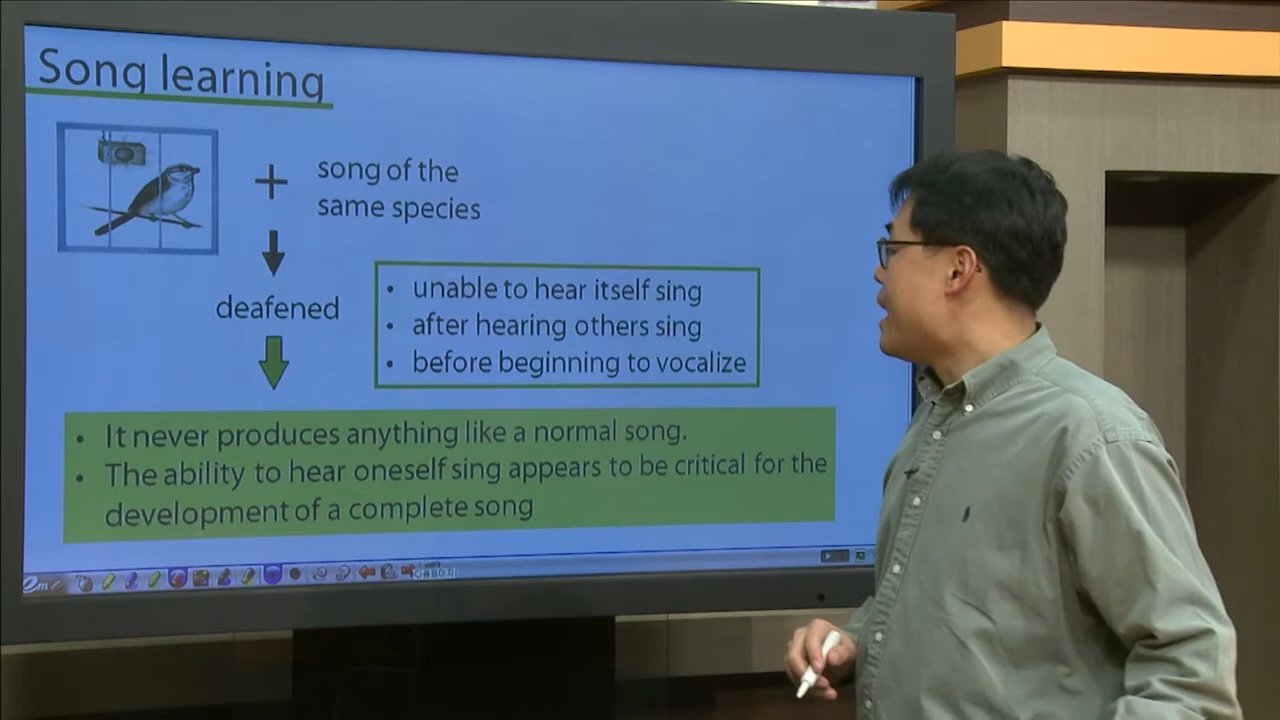 Song learning
+
song of the
same species
deafened
• unable to hear itself sing
• after hearing others sing
• before beginning to vocalize
• It never produces anything like a normal song.
• The ability to hear oneself sing appears to be critical for the
development of a complete song